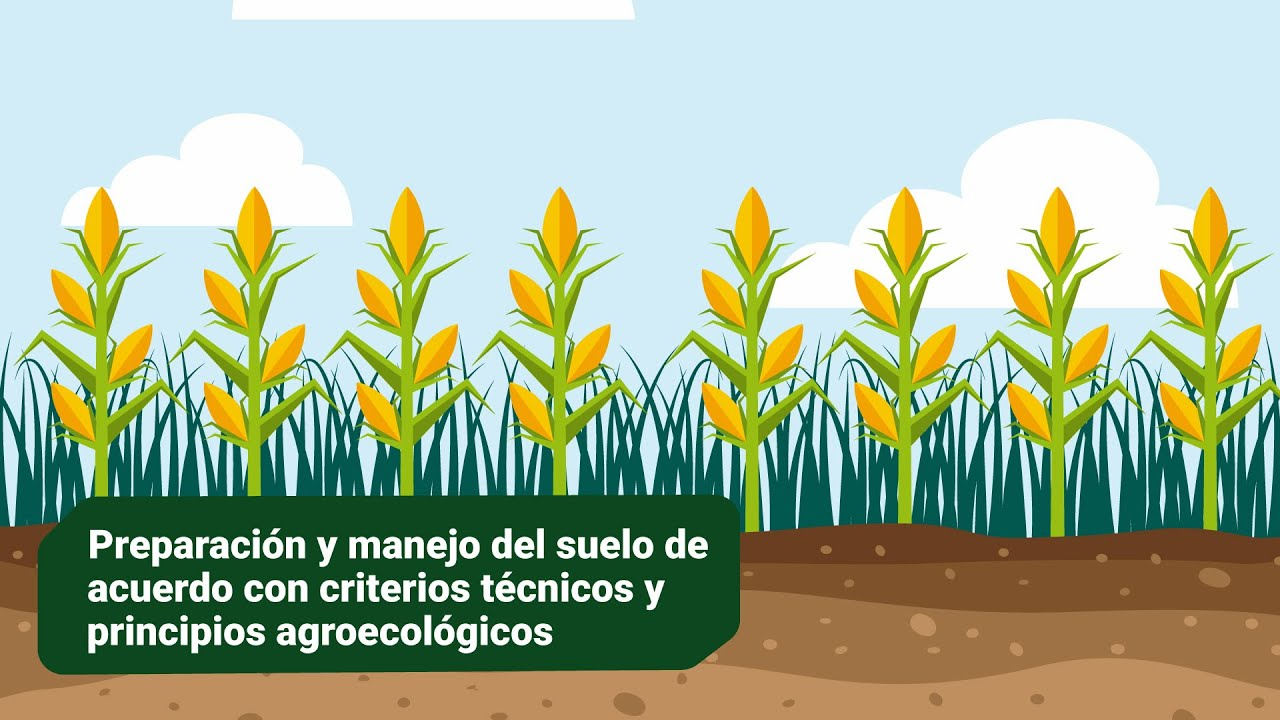 Preparación y manejo del suelo de
acuerdo con criterios técnicos y
principios agroecológicos